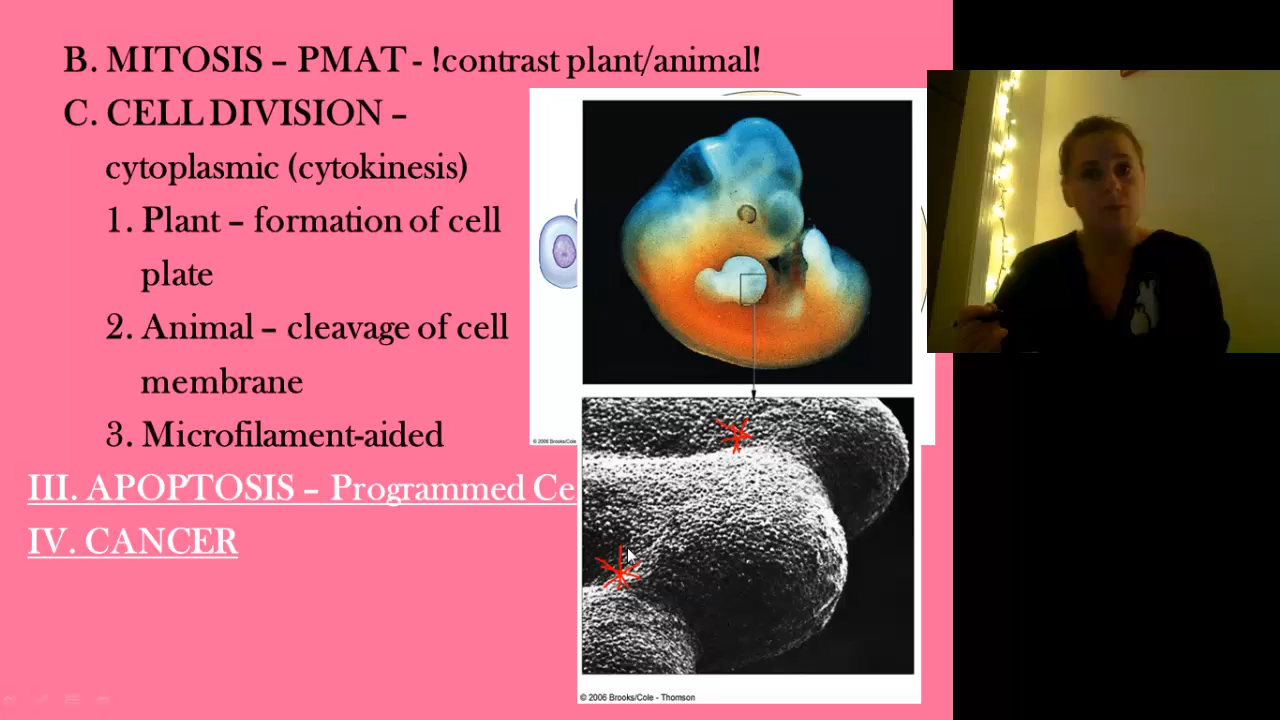 B. MITOSIS – PMAT - !contrast plant/animal!
C. CELL DIVISION –
cytoplasmic (cytokinesis)
1. Plant – formation of cell
plate
2. Animal – cleavage of cell
membrane
3. Microfilament-aided
III. APOPTOSIS – Programmed Ce
IV. CANCER
© 2006 Brooks/Cole
© 2006 Brooks/Cole - Thomson